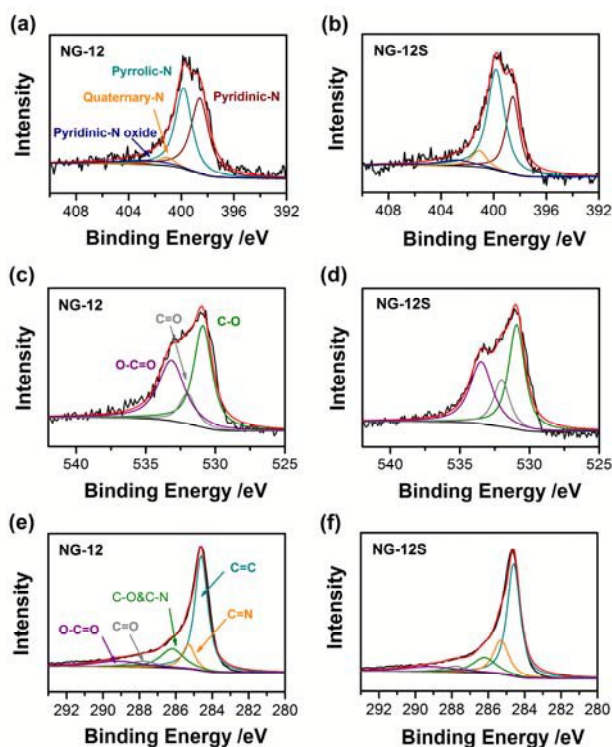 (a)
NG-12
Pyrrolic-N
Quaternary-N
Pyridinic-N
Pyridinic-N oxide
Intensity
408 404 400 396 392
Binding Energy /eV
(b)
NG-12S
Intensity
408 404 400 396 392
Binding Energy /eV
(c)
NG-12
C=O
C-O
O-C=O
Intensity
540 535 530 525
Binding Energy /eV
(d)
NG-12S
Intensity
540 535 530 525
Binding Energy /eV
(e)
NG-12
C=C
C-O&C-N
C=N
O-C=O
C=O
Intensity
292 290 288 286 284 282 280
Binding Energy /eV
(f)
NG-12S
Intensity
292 290 288 286 284 282 280
Binding Energy /eV